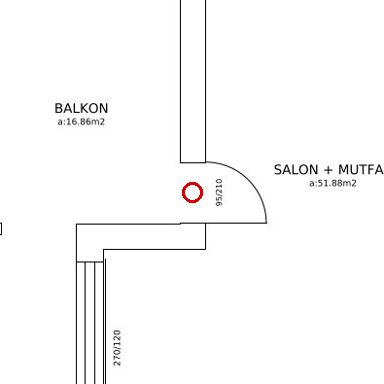 BALKON
a:16.86m2
SALON + MUTFA
a:51.88m2
95/210
270/120